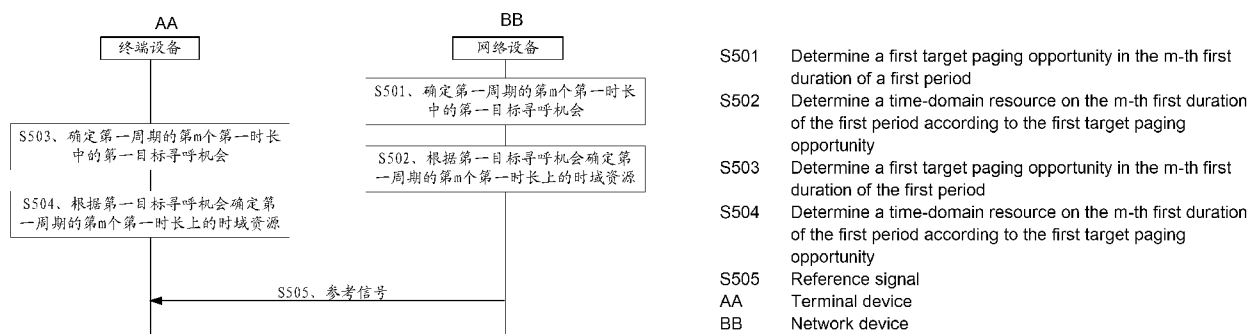 AA
BB
终端设备
网络设备
S501、确定第一周期的第m个第一时长
中的第一目标寻呼机会
S503、确定第一周期的第m个第一时长
中的第一目标寻呼机会
S502、根据第一目标寻呼机会确定第
一周期的第m个第一时长上的时域资源
S504、根据第一目标寻呼机会确定第
一周期的第m个第一时长上的时域资源
S505、参考信号
S501 Determine a first target paging opportunity in the m-th first
duration of a first period
S502 Determine a time-domain resource on the m-th first duration
of the first period according to the first target paging
opportunity
S503 Determine a first target paging opportunity in the m-th first
duration of the first period
S504 Determine a time-domain resource on the m-th first duration
of the first period according to the first target paging
opportunity
S505 Reference signal
AA Terminal device
BB Network device